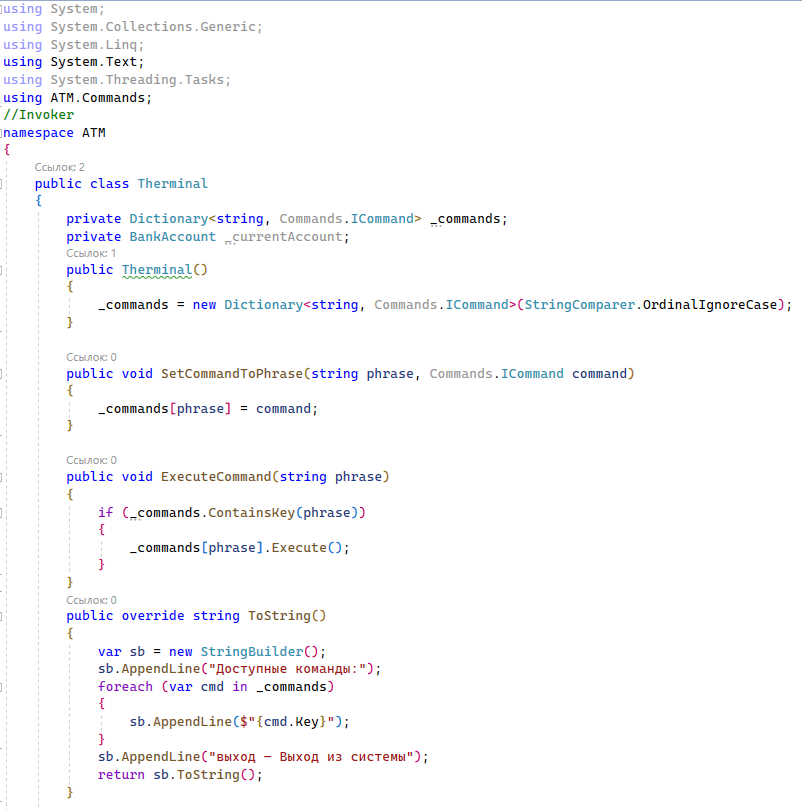 using System;
using System.Collections.Generic;
using System.Linq;
using System.Text;
using System.Threading.Tasks;
using ATM.Commands;
//Invoker
namespace ATM
{
Ссылок: 2
public class Therminal
{
private Dictionary<string, Commands.ICommand> _commands;
private BankAccount _currentAccount;
Ссылок: 1
public Therminal()
{
_commands = new Dictionary<string, Commands.ICommand>(StringComparer.OrdinalIgnoreCase);
}
Ссылок: 0
public void SetCommandToPhrase(string phrase, Commands.ICommand command)
{
_commands[phrase] = command;
}
Ссылок: 0
public void ExecuteCommand(string phrase)
{
if (_commands.ContainsKey(phrase))
{
_commands[phrase].Execute();
}
}
Ссылок: 0
public override string ToString()
{
var sb = new StringBuilder();
sb.AppendLine("Доступные команды:");
foreach (var cmd in _commands)
{
sb.AppendLine($"{cmd.Key}");
}
sb.AppendLine("выход — Выход из системы");
return sb.ToString();
}